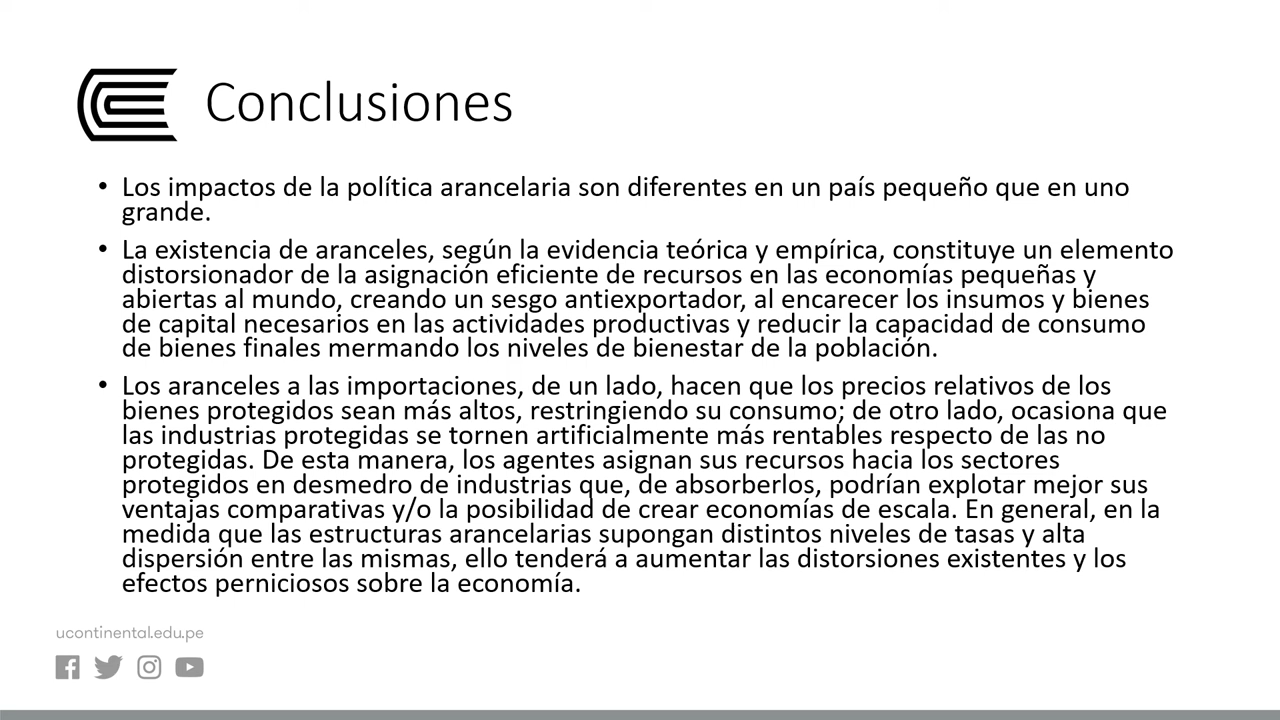 Conclusiones
• Los impactos de la política arancelaria son diferentes en un país pequeño que en uno
grande.
• La existencia de aranceles, según la evidencia teórica y empírica, constituye un elemento
distorsionador de la asignación eficiente de recursos en las economías pequeñas y
abiertas al mundo, creando un sesgo antiexportador, al encarecer los insumos y bienes
de capital necesarios en las actividades productivas y reducir la capacidad de consumo
de bienes finales mermando los niveles de bienestar de la población.
• Los aranceles a las importaciones, de un lado, hacen que los precios relativos de los
bienes protegidos sean más altos, restringiendo su consumo; de otro lado, ocasiona que
las industrias protegidas se tornen artificialmente más rentables respecto de las no
protegidas. De esta manera, los agentes asignan sus recursos hacia los sectores
protegidos en desmedro de industrias que, de absorberlos, podrían explotar mejor sus
ventajas comparativas y/o la posibilidad de crear economías de escala. En general, en la
medida que las estructuras arancelarias supongan distintos niveles de tasas y alta
dispersión entre las mismas, ello tenderá a aumentar las distorsiones existentes y los
efectos perniciosos sobre la economía.
ucontinental.edu.pe